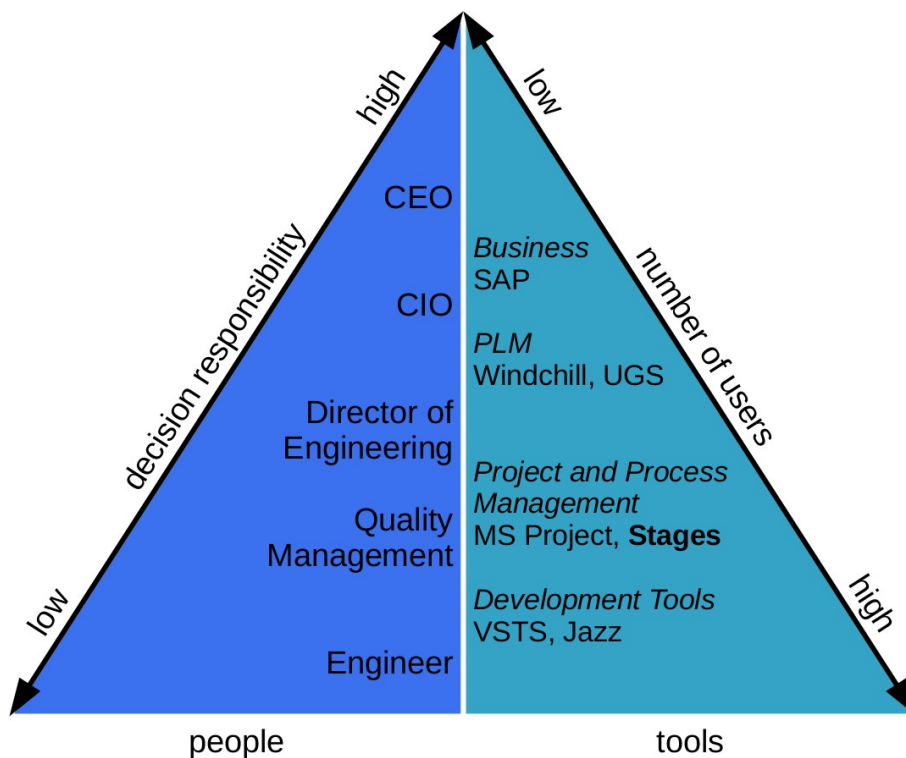 high
low
CEO
decision responsibility
number of users
Business
SAP
CIO
PLM
Windchill, UGS
Director of
Engineering
Project and Process
Management
MS Project, Stages
Quality
Management
Development Tools
VSTS, Jazz
low
high
Engineer
people
tools